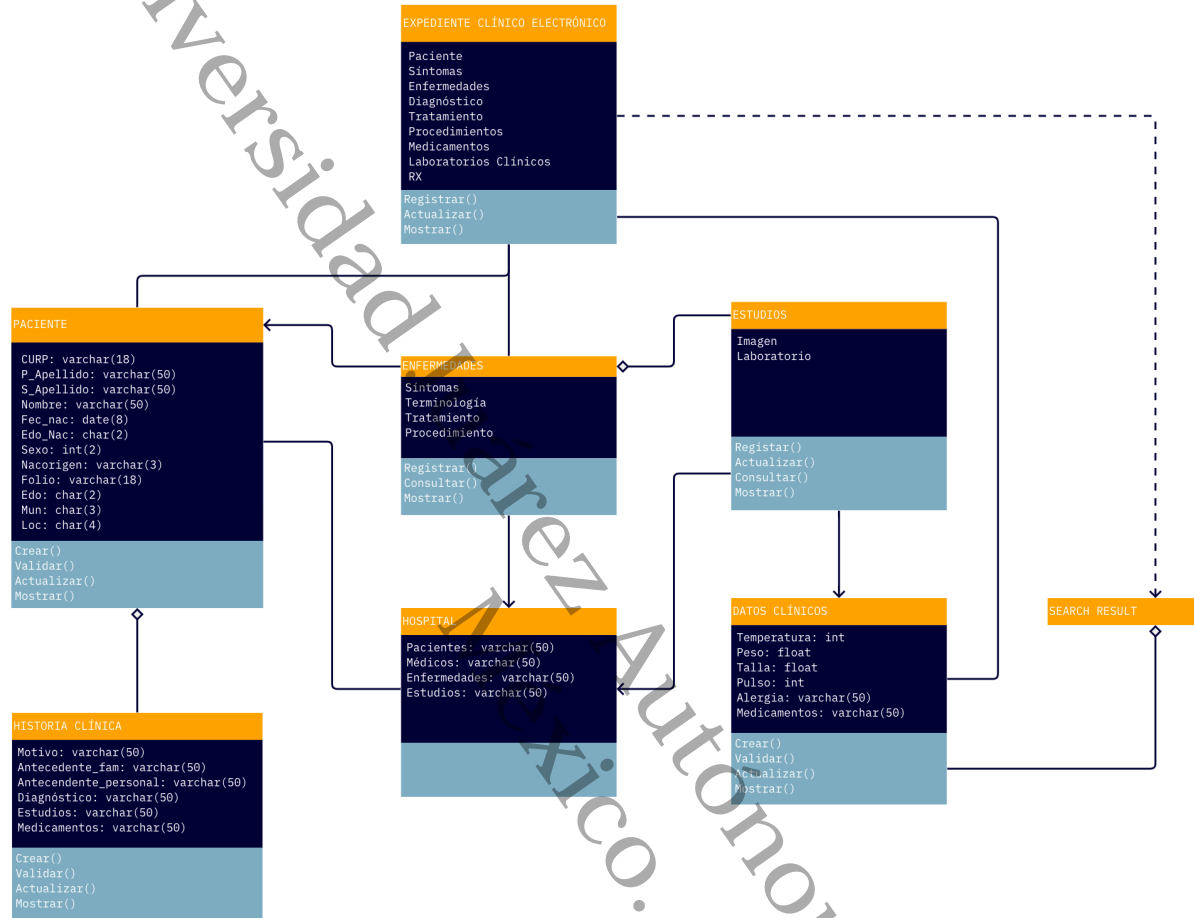 EXPEDIENTE CLÍNICO ELECTRÓNICO
Paciente
Síntomas
Enfermedades
Diagnóstico
Tratamiento
Procedimientos
Medicamentos
Laboratorios Clínicos
RX
Registrar()
Actualizar()
Mostrar()
PACIENTE
CURP: varchar(18)
P_Apellido: varchar(50)
S_Apellido: varchar(50)
Nombre: varchar(50)
Fec_nac: date(8)
Edo_Nac: char(2)
Sexo: int(2)
Nacorigen: varchar(3)
Folio: varchar(18)
Edo: char(2)
Mun: char(3)
Loc: char(4)
Crear()
Validar()
Actualizar()
Mostrar()
ENFERMEDADES
Síntomas
Terminología
Tratamiento
Procedimiento
Registrar()
Consultar()
Mostrar()
ESTUDIOS
Imagen
Laboratorio
Registar()
Actualizar()
Consultar()
Mostrar()
HOSPITAL
Pacientes: varchar(50)
Médicos: varchar(50)
Enfermedades: varchar(50)
Estudios: varchar(50)
DATOS CLÍNICOS
Temperatura: int
Peso: float
Talla: float
Pulso: int
Alergia: varchar(50)
Medicamentos: varchar(50)
Crear()
Validar()
Actualizar()
Mostrar()
SEARCH RESULT
HISTORIA CLÍNICA
Motivo: varchar(50)
Antecedente_fam: varchar(50)
Antecendente_personal: varchar(50)
Diagnóstico: varchar(50)
Estudios: varchar(50)
Medicamentos: varchar(50)
Crear()
Validar()
Actualizar()
Mostrar()
México.